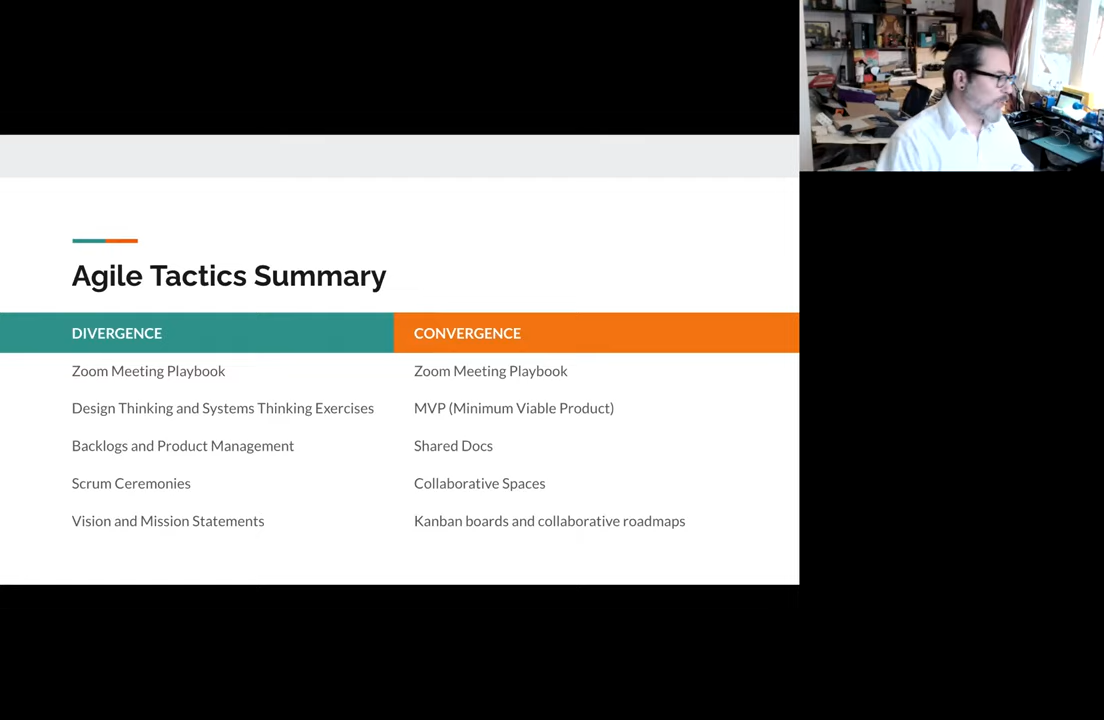 Agile Tactics Summary
DIVERGENCE
CONVERGENCE
Zoom Meeting Playbook
Zoom Meeting Playbook
Design Thinking and Systems Thinking Exercises
MVP (Minimum Viable Product)
Backlogs and Product Management
Shared Docs
Scrum Ceremonies
Collaborative Spaces
Vision and Mission Statements
Kanban boards and collaborative roadmaps